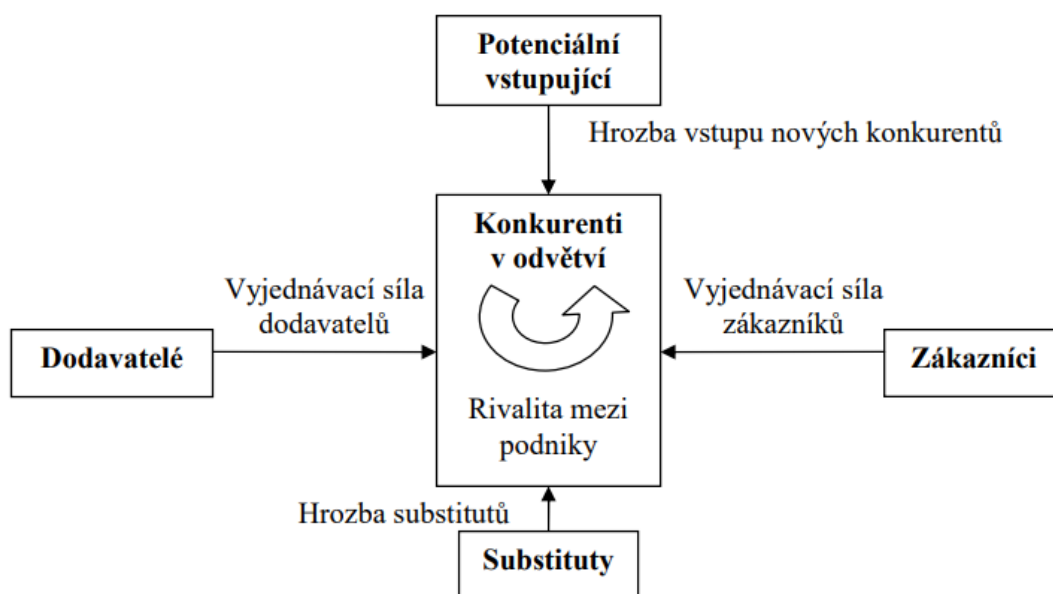 Potenciální
vstupující
Hrozba vstupu nových konkurentů
Konkurenti
v odvětví
Vyjednávací síla
dodavatelů
Vyjednávací síla
zákazníků
Dodavatelé
Zákazníci
Rivalita mezi
podniky
Hrozba substitutů
Substituty